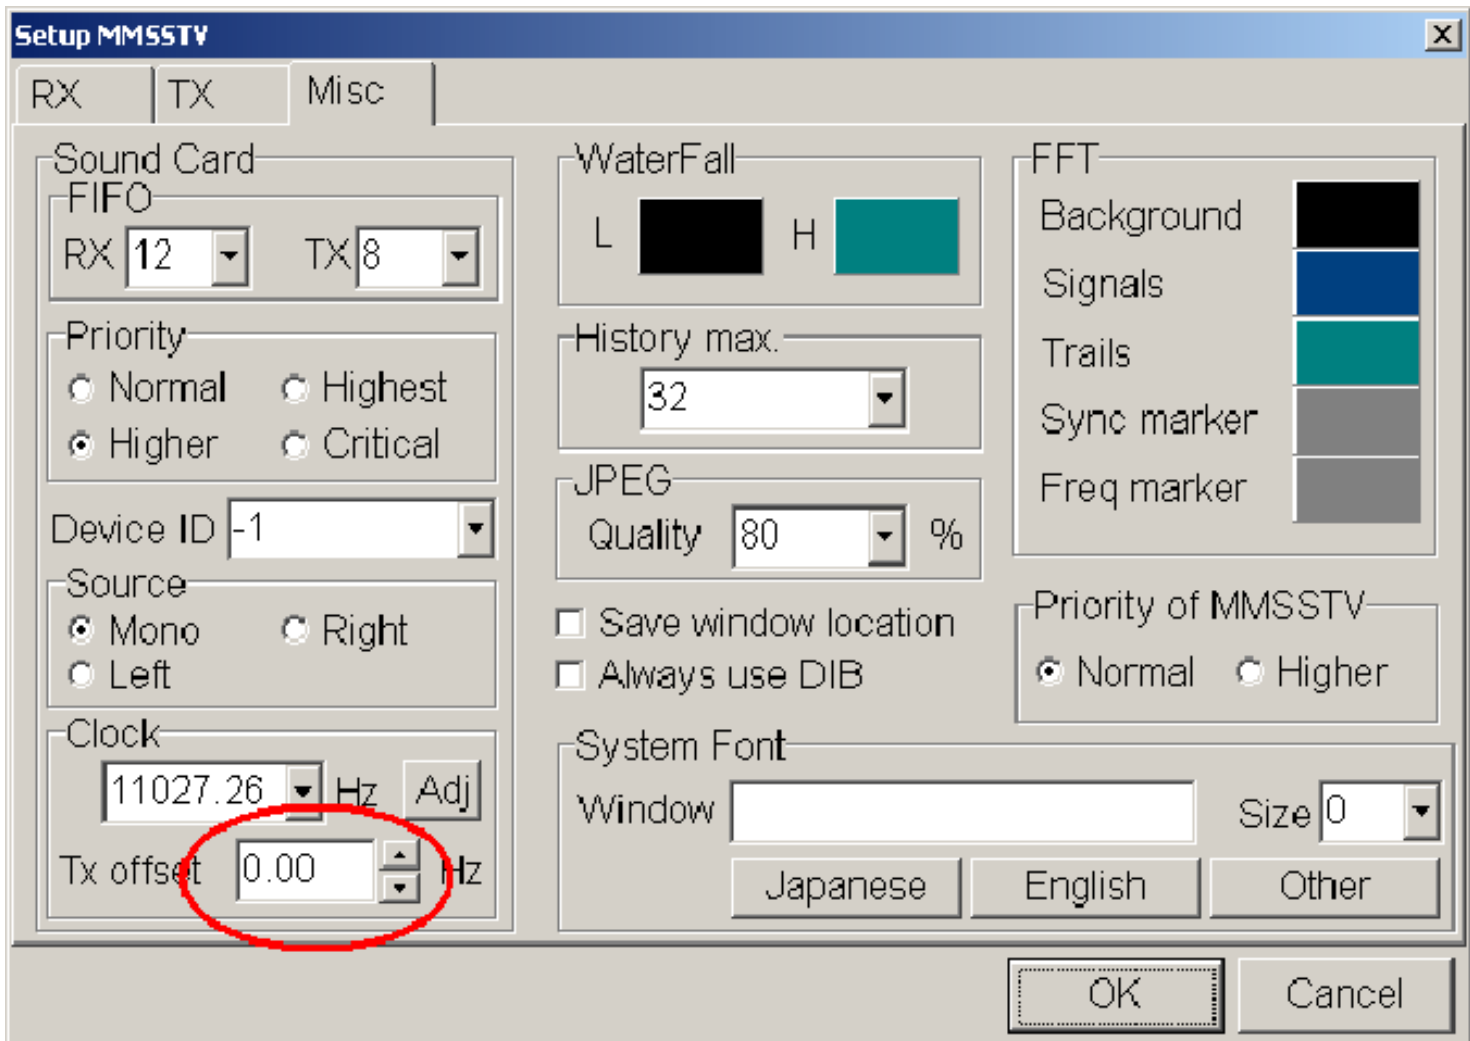 Setup MMSSTV
RX TX Misc
Sound Card
FIFO
RX 12 TX 8
Priority
Normal Highest
Higher Critical
Device ID -1
Source
Mono Right
Left
Clock
11027.26 Hz Adj
Tx offset 0.00 Hz
WaterFall
L H
History max.
32
JPEG
Quality 80 %
Save window location
Always use DIB
FFT
Background
Signals
Trails
Sync marker
Freq marker
Priority of MMSSTV
Normal Higher
System Font
Window Size 0
Japanese English Other
OK Cancel